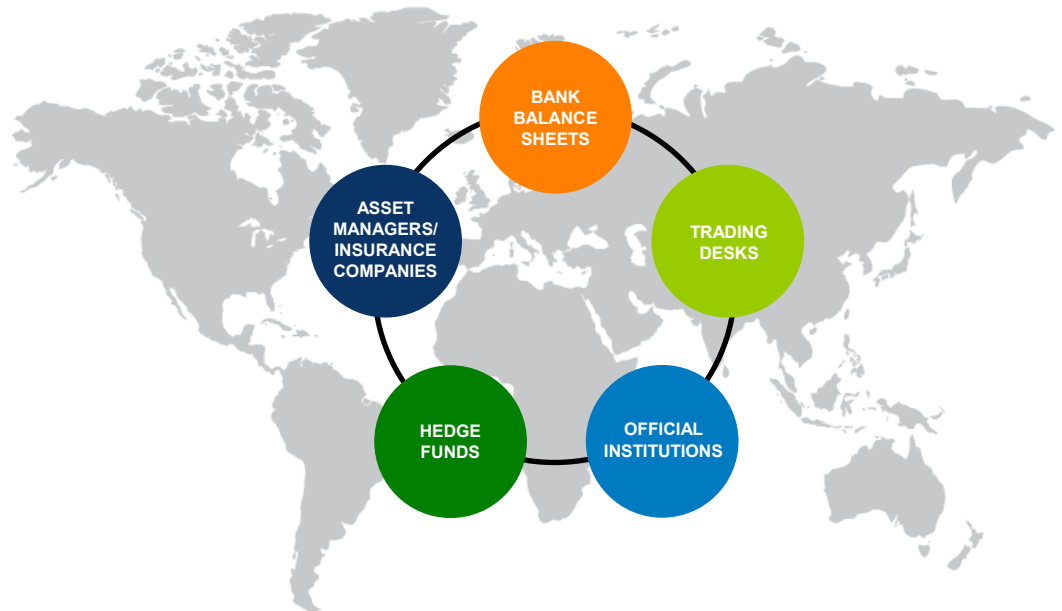 BANK
BALANCE
SHEETS
TRADING
DESKS
OFFICIAL
INSTITUTIONS
HEDGE
FUNDS
ASSET
MANAGERS/
INSURANCE
COMPANIES